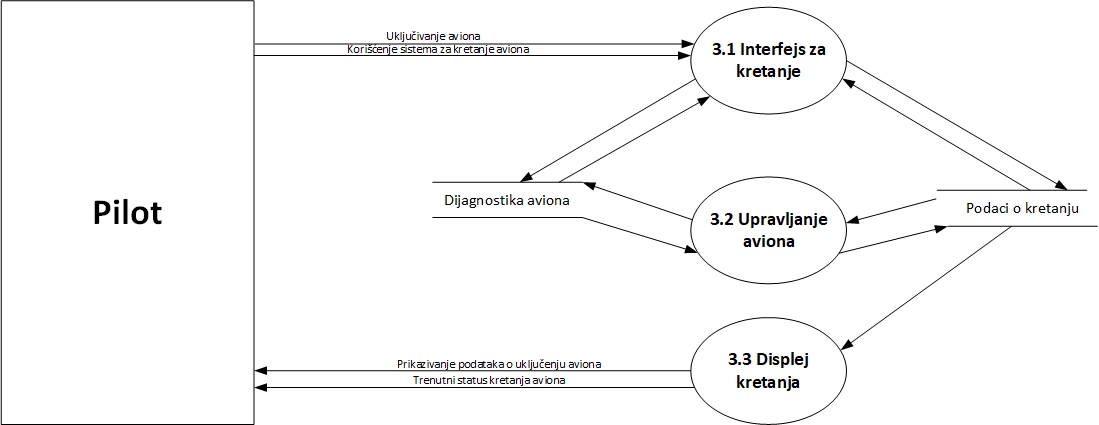 Uključivanje aviona
Korišćenje sistema za kretanje aviona
3.1 Interfejs za
kretanje
Pilot
Dijagnostika aviona
3.2 Upravljanje
aviona
Podaci o kretanju
3.3 Displej
kretanja
Prikazivanje podataka o uključenju aviona
Trenutni status kretanja aviona